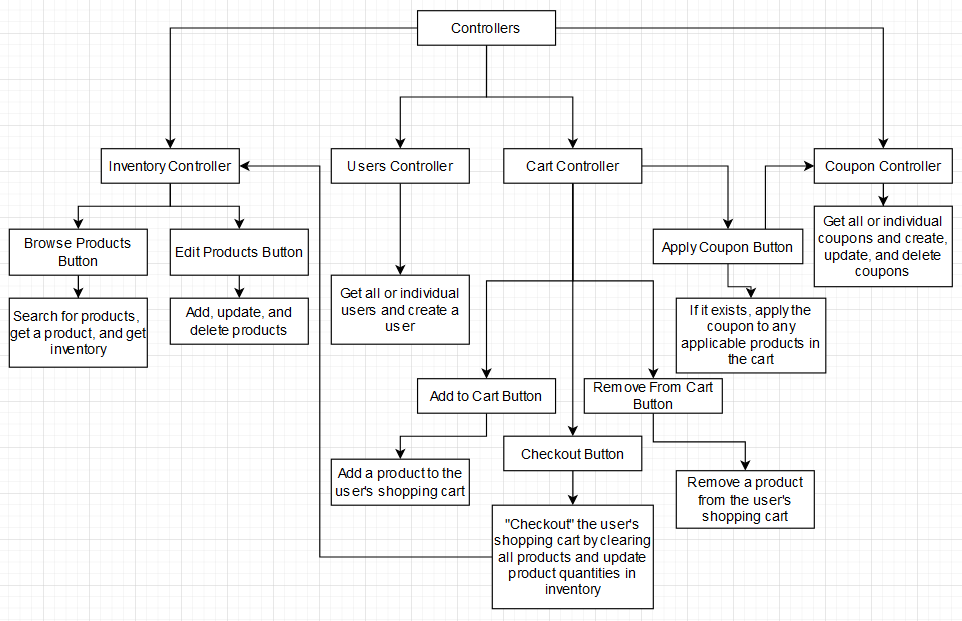 Controllers
Inventory Controller
Users Controller
Cart Controller
Coupon Controller
Browse Products
Button
Edit Products Button
Apply Coupon Button
Get all or individual
coupons and create,
update, and delete
coupons
Search for products,
get a product, and get
inventory
Add, update, and
delete products
Get all or individual
users and create a
user
If it exists, apply the
coupon to any
applicable products in
the cart
Add to Cart Button
Remove From Cart
Button
Checkout Button
Add a product to the
user's shopping cart
Remove a product
from the user's
shopping cart
"Checkout" the user's
shopping cart by clearing
all products and update
product quantities in
inventory